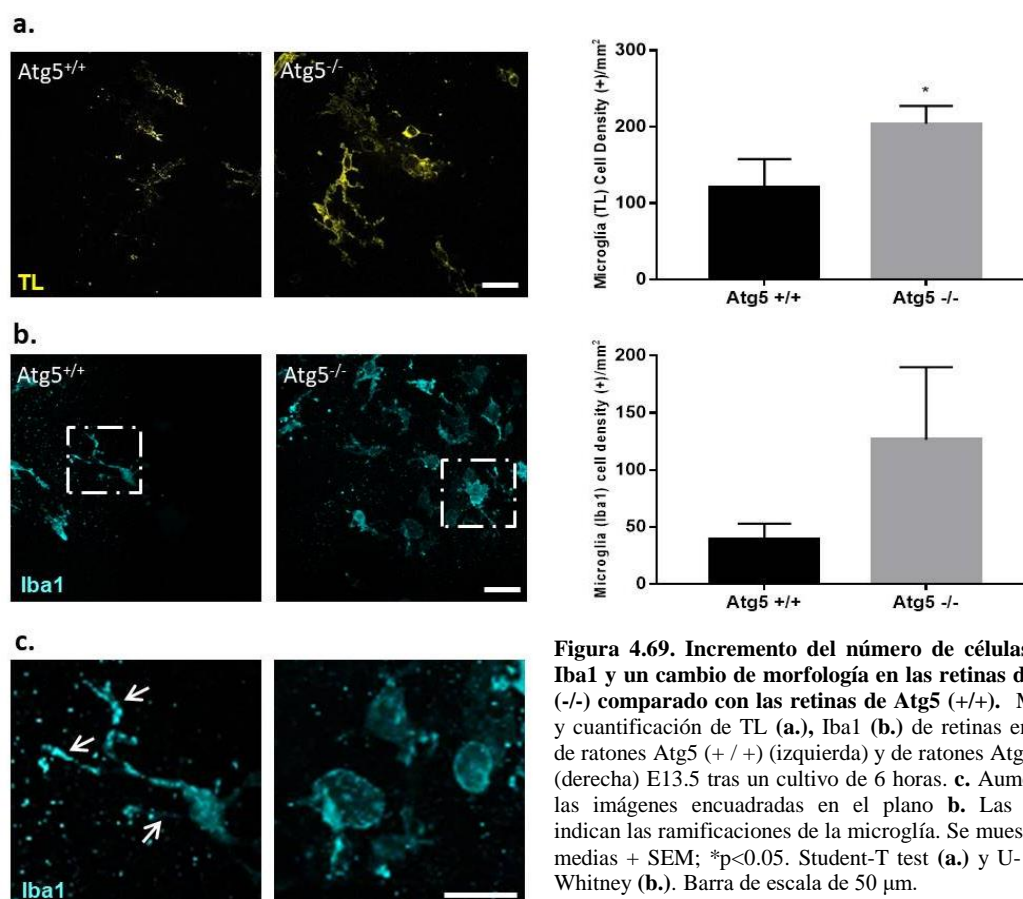 a.
Atg5+/+
Atg5-/-
TL
Microglia (TL) Cell Density (+)/mm2
300
200
100
0
*
Atg5 +/+
Atg5 -/-
b.
Atg5+/+
Atg5-/-
Iba1
Microglia (Iba1) cell density (+)/mm2
200
150
100
50
0
Atg5 +/+
Atg5 -/-
c.
Iba1
Figura 4.69. Incremento del número de células
Iba1 y un cambio de morfología en las retinas d
(-/-) comparado con las retinas de Atg5 (+/+). M
y cuantificación de TL (a.), Iba1 (b.) de retinas en
de ratones Atg5 (+ / +) (izquierda) y de ratones Atg
(derecha) E13.5 tras un cultivo de 6 horas. c. Aum
las imágenes encuadradas en el plano b. Las
indican las ramificaciones de la microglía. Se mues
medias + SEM; *p<0.05. Student-T test (a.) y U-
Whitney (b.). Barra de escala de 50 µm.